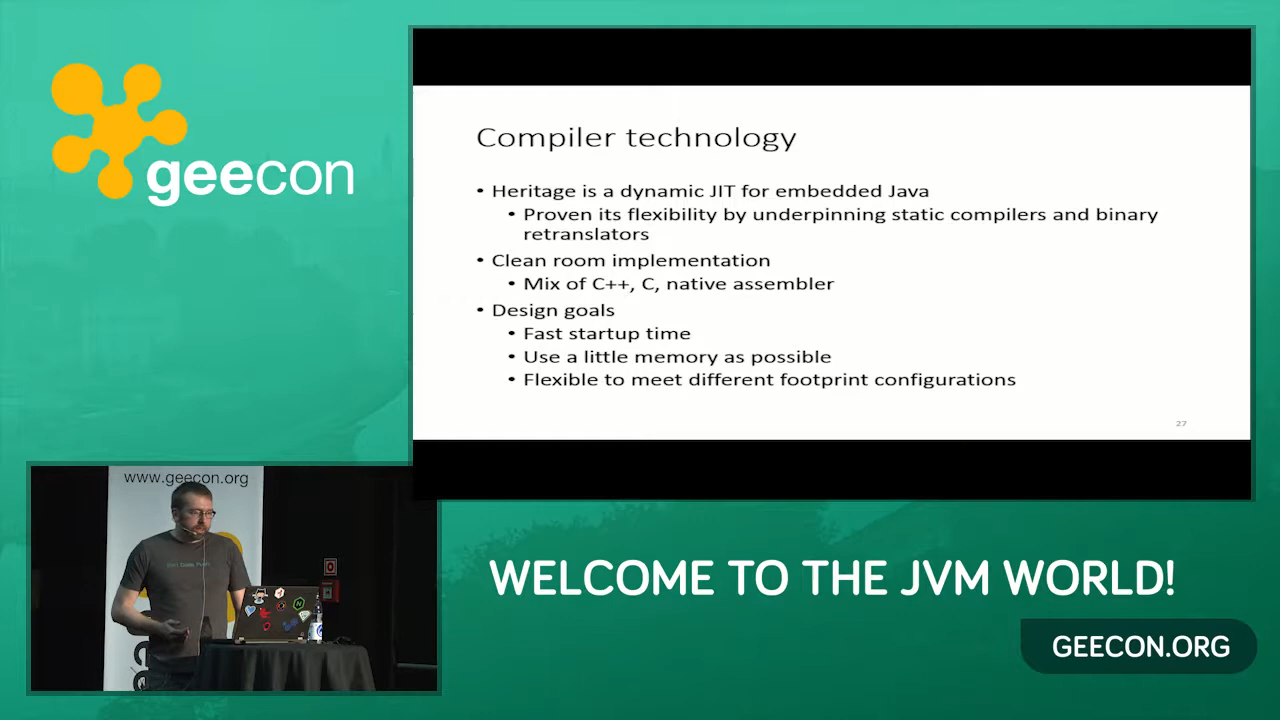 geecon
Compiler technology
• Heritage is a dynamic JIT for embedded Java
• Proven its flexibility by underpinning static compilers and binary
retranslators
• Clean room implementation
• Mix of C++, C, native assembler
• Design goals
• Fast startup time
• Use a little memory as possible
• Flexible to meet different footprint configurations
27
www.geecon.org
WELCOME TO THE JVM WORLD!
GEECON.ORG